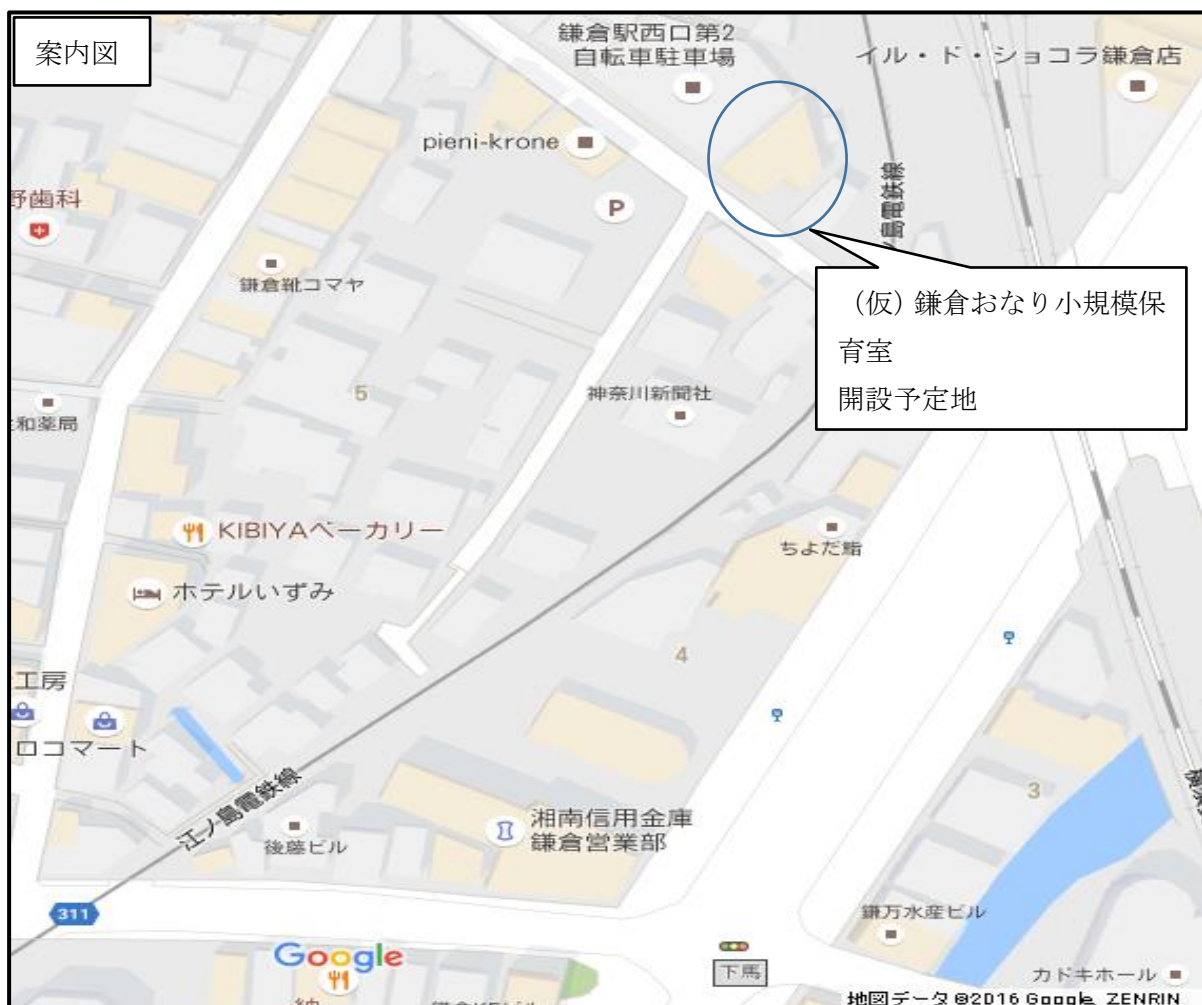 案内図
鎌倉駅西口第2
自転車駐車場
イル・ド・ショコラ鎌倉店
pieni-krone
P
野歯科
江ノ島電鉄線
鎌倉靴コマヤ
(仮)鎌倉おなり小規模保
育室
開設予定地
5
神奈川新聞社
和薬局
KIBIYAベーカリー
ちよだ鮨
ホテルいずみ
4
工房
ロコマート
3
江ノ島電鉄線
湘南信用金庫
鎌倉営業部
後藤ビル
311
鎌万水産ビル
Google
下馬
カドキホール
地図データ ©2016 Google, ZENRIN